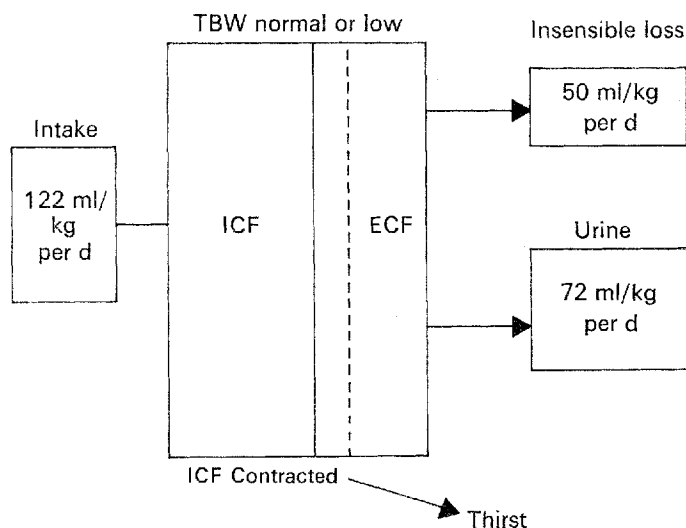 TBW normal or low
Insensible loss
50 ml/kg
per d
Intake
122 ml/
kg
per d
ICF
ECF
Urine
72 ml/kg
per d
ICF Contracted
Thirst